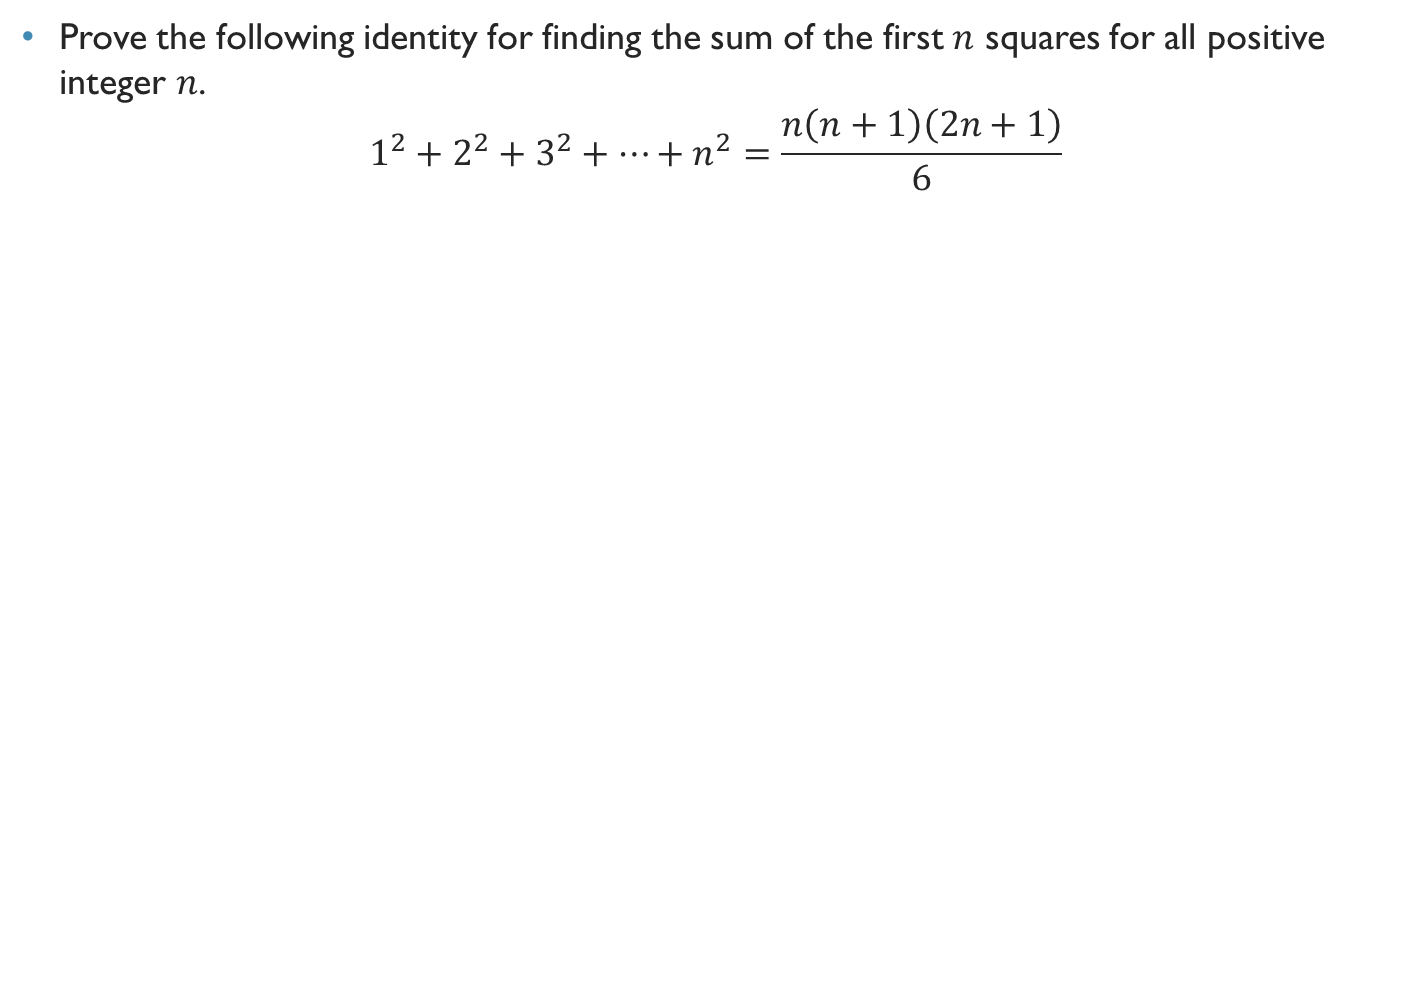 • Prove the following identity for finding the sum of the first n squares for all positive
integer n.
1² + 2² + 3² + ⋯ + n² = n(n + 1)(2n + 1)
6